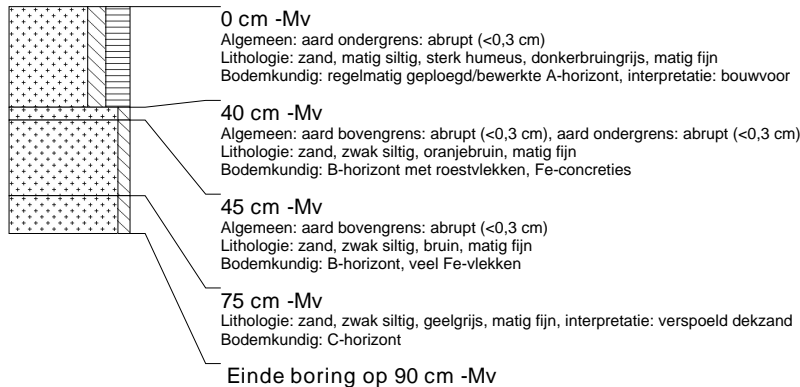 0 cm -Mv
Algemeen: aard ondergrens: abrupt (<0,3 cm)
Lithologie: zand, matig siltig, sterk humeus, donkerbruingrijs, matig fijn
Bodemkundig: regelmatig geploegd/bewerkte A-horizont, interpretatie: bouwvoor
40 cm -Mv
Algemeen: aard bovengrens: abrupt (<0,3 cm), aard ondergrens: abrupt (<0,3 cm)
Lithologie: zand, zwak siltig, oranjebruin, matig fijn
Bodemkundig: B-horizont met roestvlekken, Fe-concreties
45 cm -Mv
Algemeen: aard bovengrens: abrupt (<0,3 cm)
Lithologie: zand, zwak siltig, bruin, matig fijn
Bodemkundig: B-horizont, veel Fe-vlekken
75 cm -Mv
Lithologie: zand, zwak siltig, geelgrijs, matig fijn, interpretatie: verspoeld dekzand
Bodemkundig: C-horizont
Einde boring op 90 cm -Mv